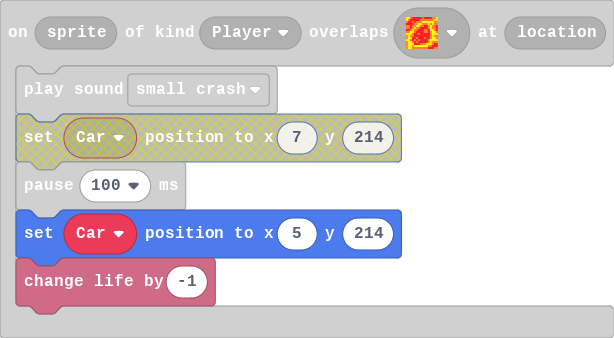 on sprite of kind Player overlaps at location
play sound small crash
set Car position to x 7 y 214
pause 100 ms
set Car position to x 5 y 214
change life by -1